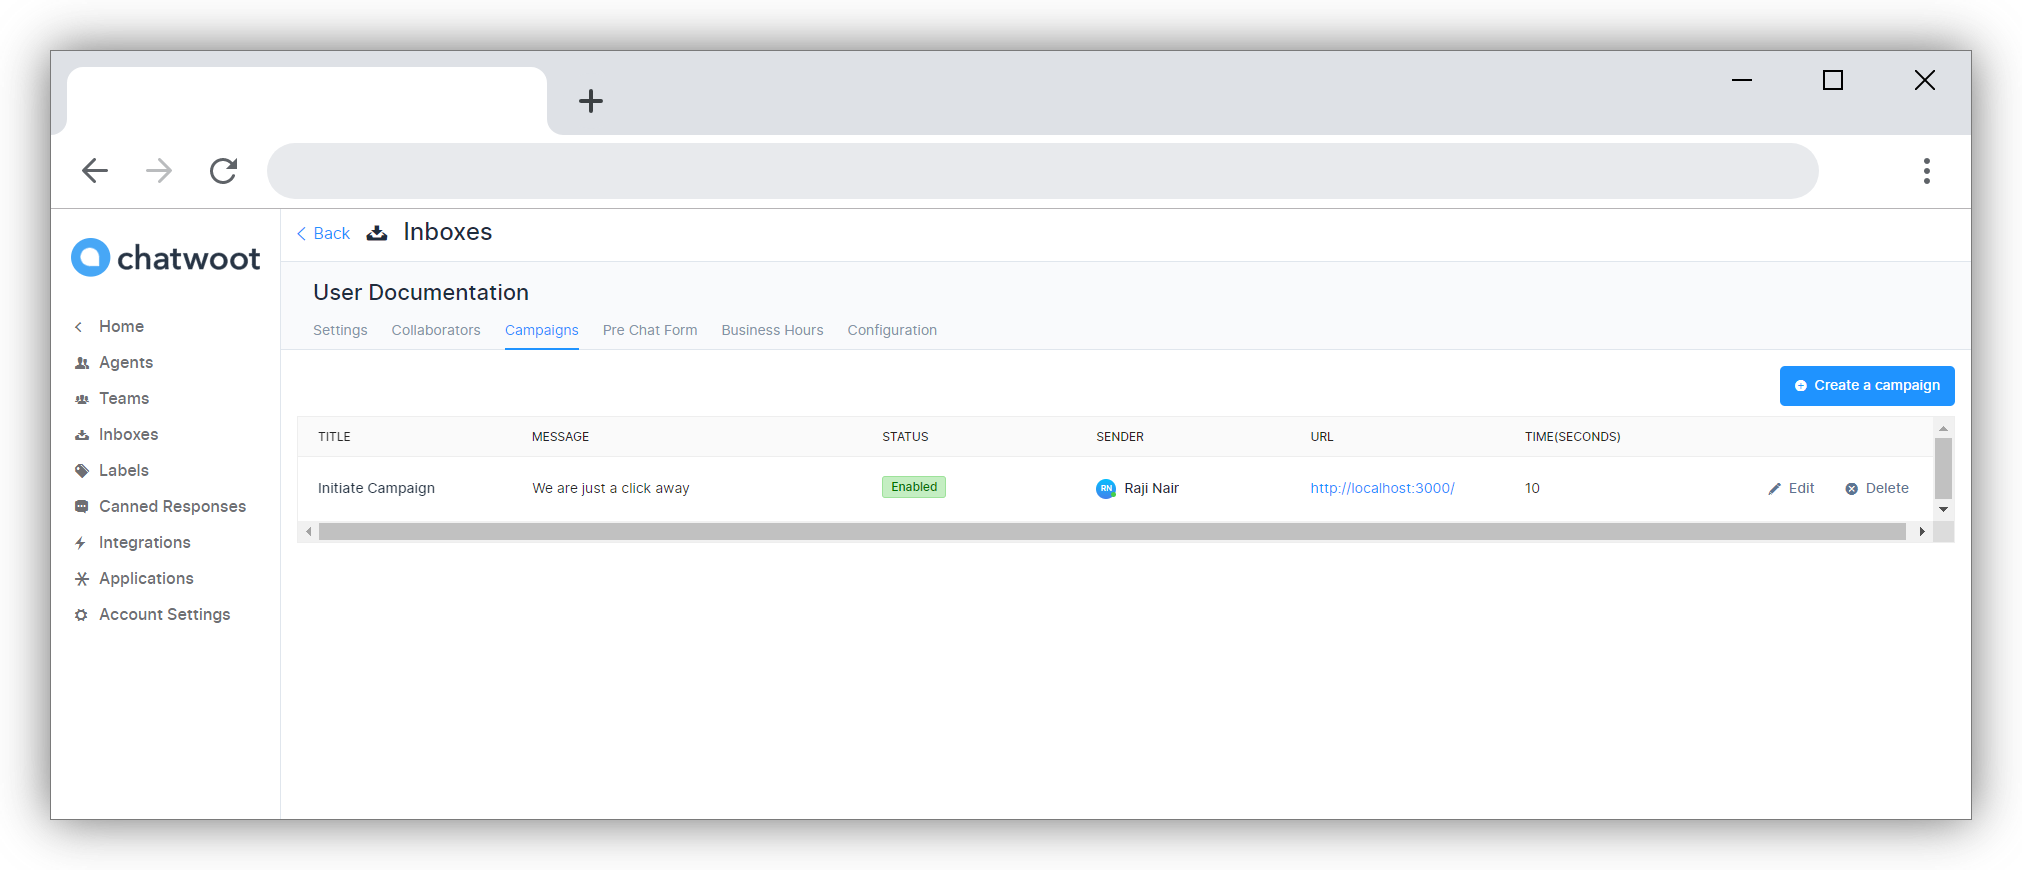 chatwoot
Home
Agents
Teams
Inboxes
Labels
Canned Responses
Integrations
Applications
Account Settings
Back Inboxes
User Documentation
Settings Collaborators Campaigns Pre Chat Form Business Hours Configuration
Create a campaign
TITLE MESSAGE STATUS SENDER URL TIME(SECONDS)
Initiate Campaign We are just a click away Enabled RN Raji Nair http://localhost:3000/ 10 Edit Delete